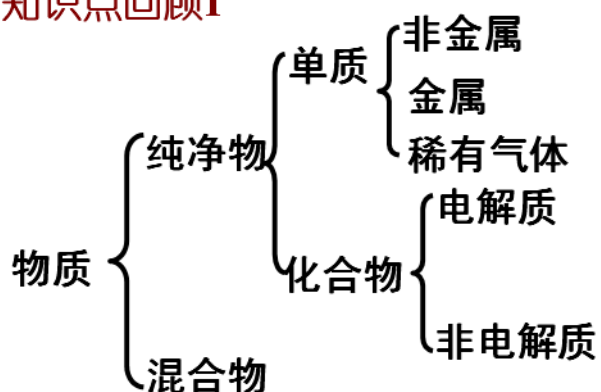 知识点回顾1
非金属
单质
金属
纯净物
稀有气体
电解质
物质
化合物
非电解质
混合物